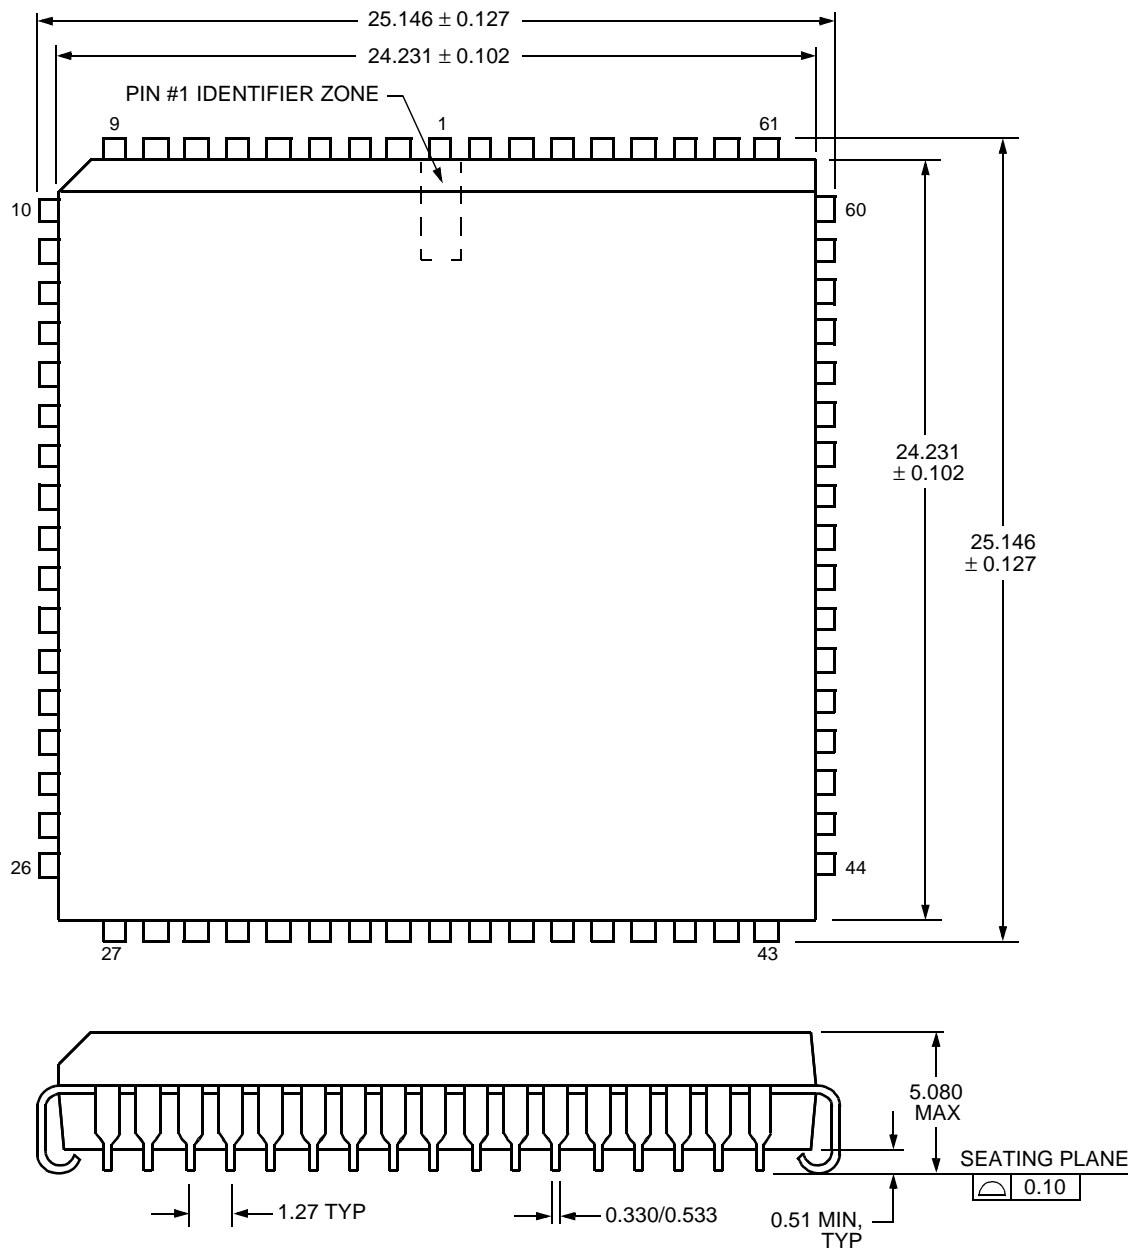 25.146 ± 0.127
24.231 ± 0.102
PIN #1 IDENTIFIER ZONE
9
1
61
10
60
24.231
± 0.102
25.146
± 0.127
26
44
27
43
5.080
MAX
SEATING PLANE
0.10
1.27 TYP
0.330/0.533
0.51 MIN,
TYP